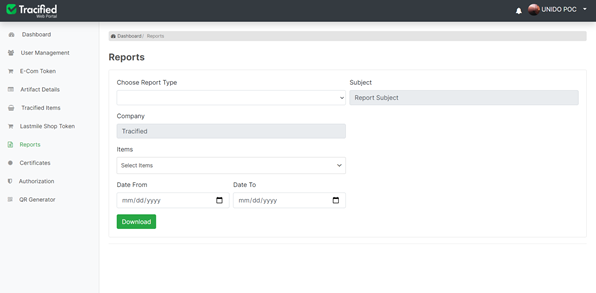 Tracified
Web Portal
UNIDO POC
Dashboard
User Management
E-Com Token
Artifact Details
Tracified Items
Lastmile Shop Token
Reports
Certificates
Authorization
QR Generator
Dashboard / Reports
Reports
Choose Report Type
Subject
Report Subject
Company
Tracified
Items
Select Items
Date From
Date To
mm/dd/yyyy
mm/dd/yyyy
Download